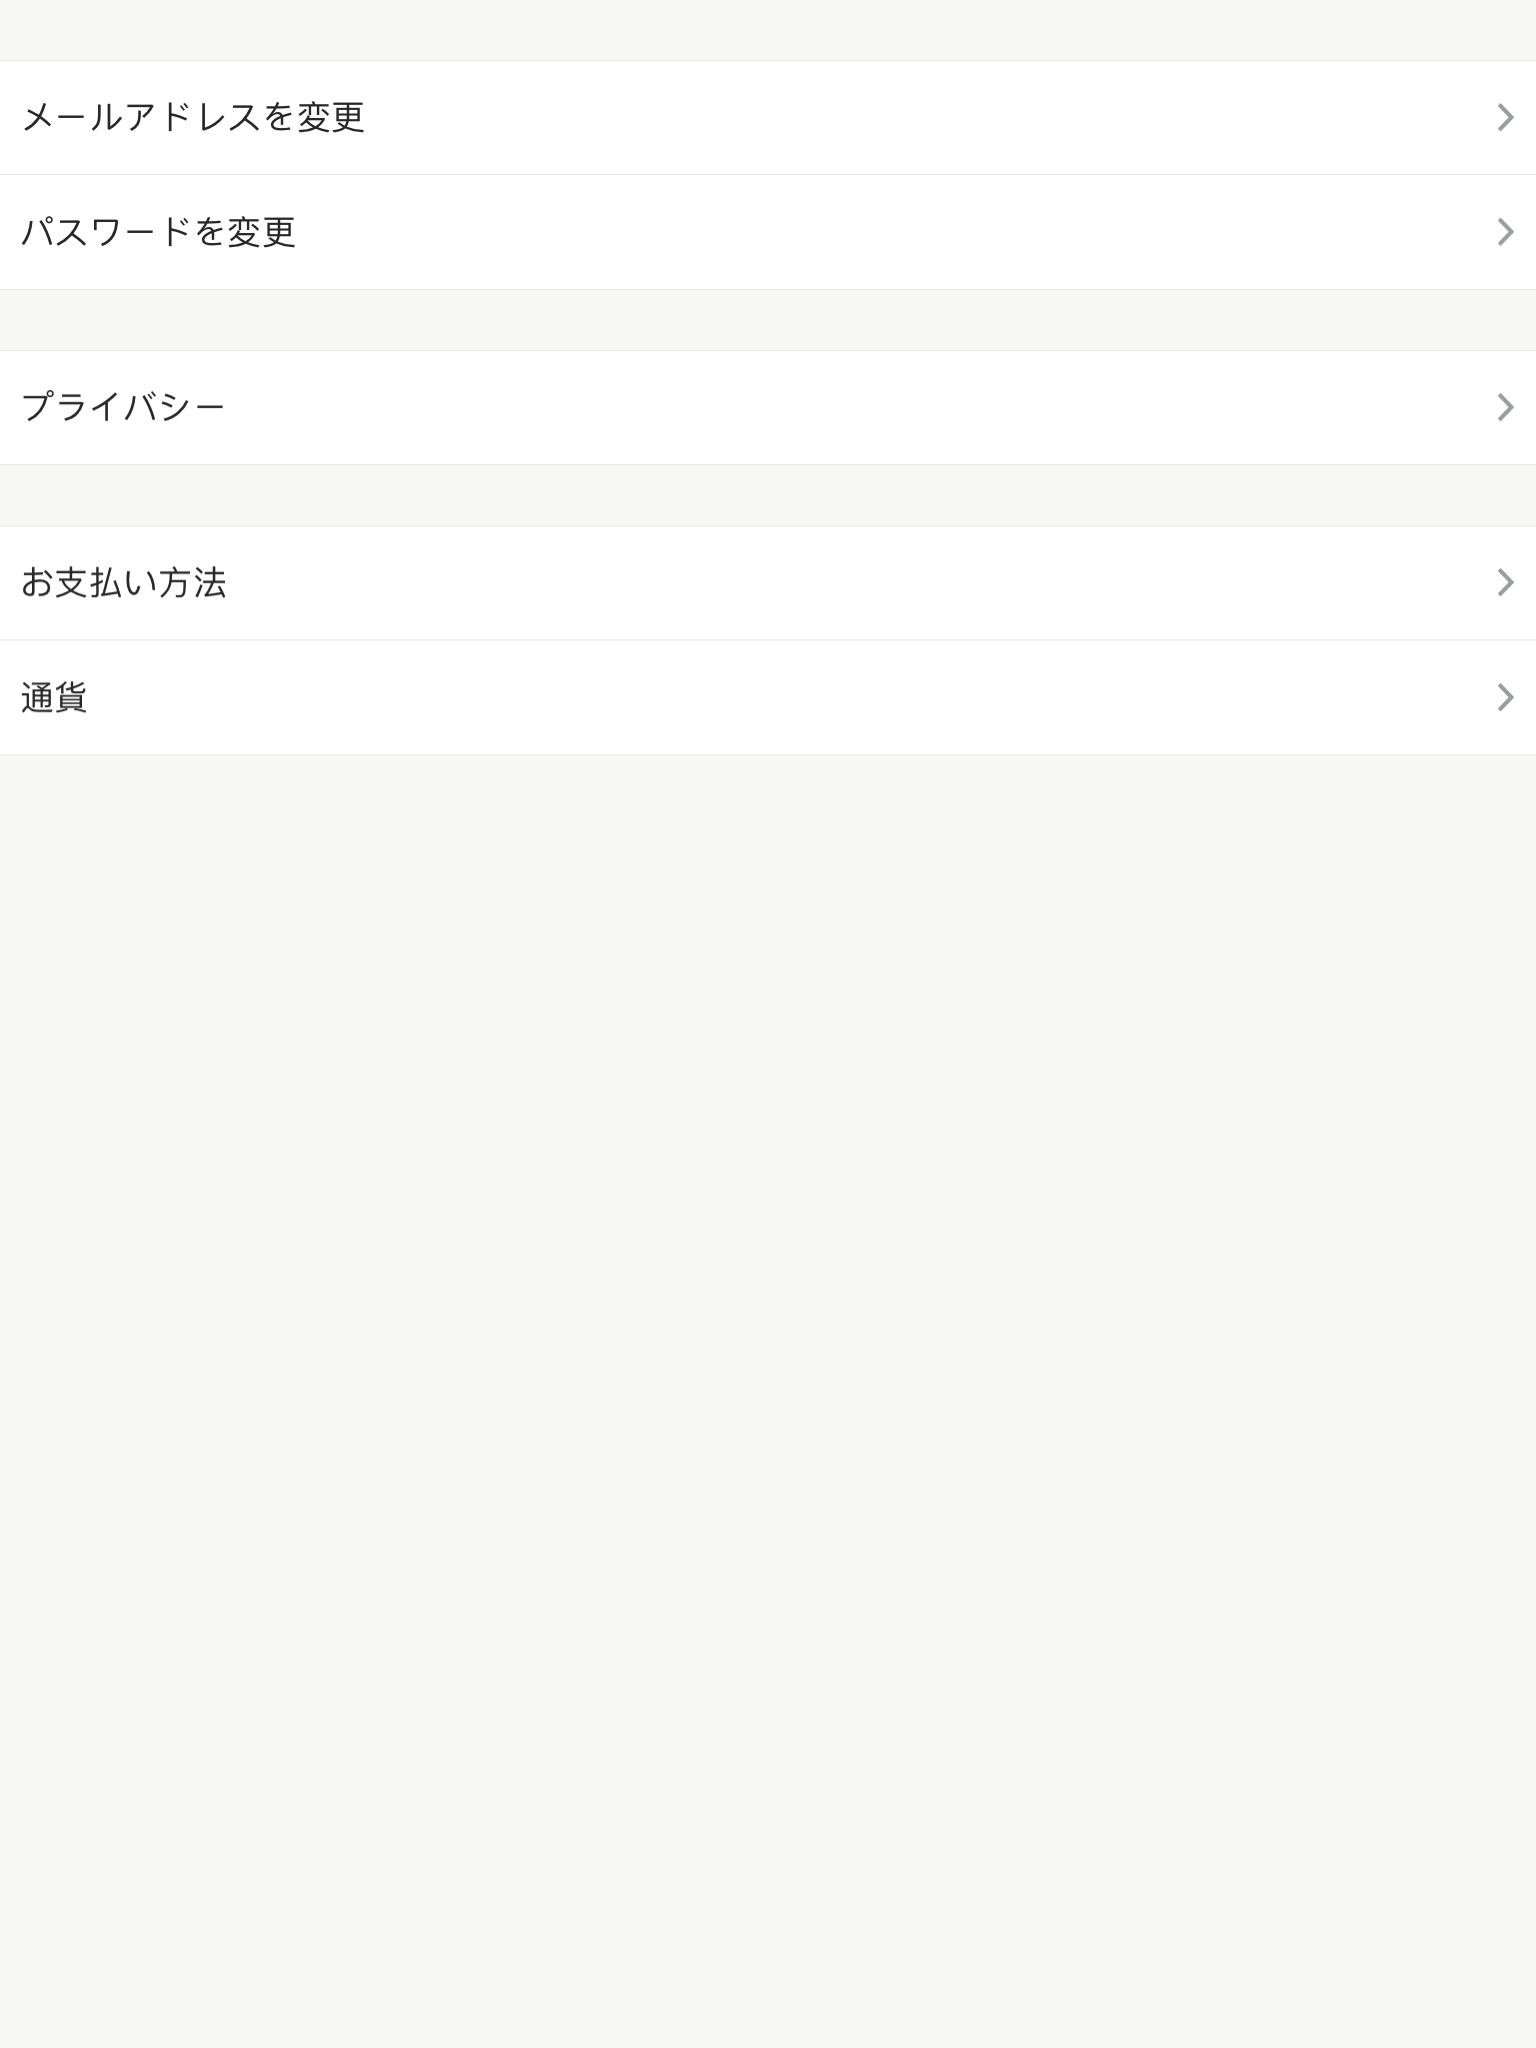 メールアドレスを変更
パスワードを変更
プライバシー
お支払い方法
通貨